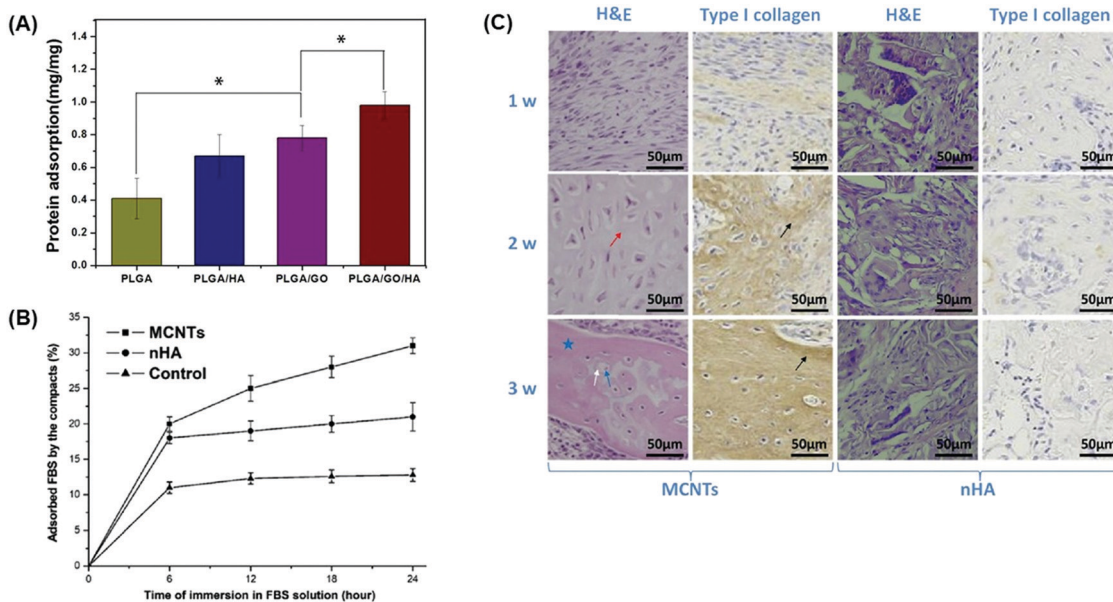 (A)
Protein adsorption(mg/mg)
1.4
1.2
1.0
0.8
0.6
0.4
0.2
0.0
*
*
PLGA PLGA/HA PLGA/GO PLGA/GO/HA
(B)
Adsorbed FBS by the compacts (%)
35
30
25
20
15
10
5
0
MCNTs
nHA
Control
0 6 12 18 24
Time of immersion in FBS solution (hour)
(C)
H&E Type I collagen H&E Type I collagen
1 w
50μm 50μm 50μm 50μm
2 w
50μm 50μm 50μm 50μm
3 w
50μm 50μm 50μm 50μm
MCNTs nHA